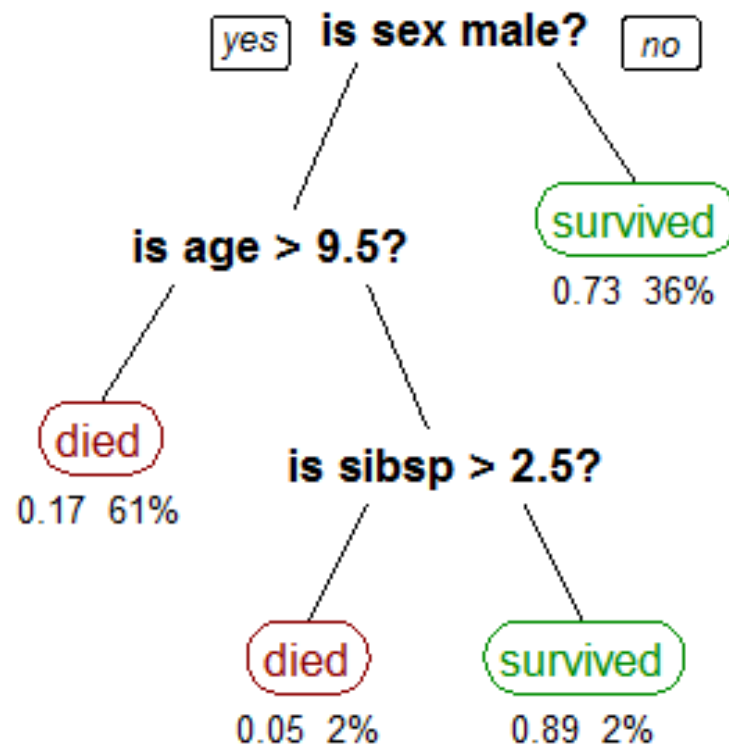 yes is sex male? no
is age > 9.5?
survived
0.73 36%
died
0.17 61%
is sibsp > 2.5?
died
survived
0.05 2%
0.89 2%